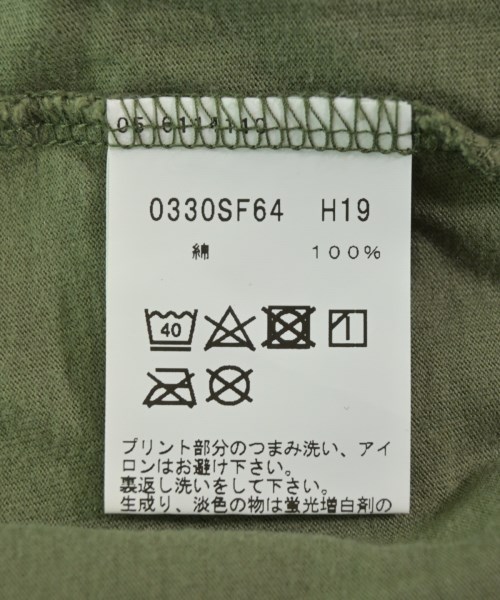 0330SF64 H19
綿 100%
40
プリント部分のつまみ洗い、アイ
ロンはお避け下さい。
裏返し洗いをして下さい。
生成り、淡色の物は蛍光増白剤の